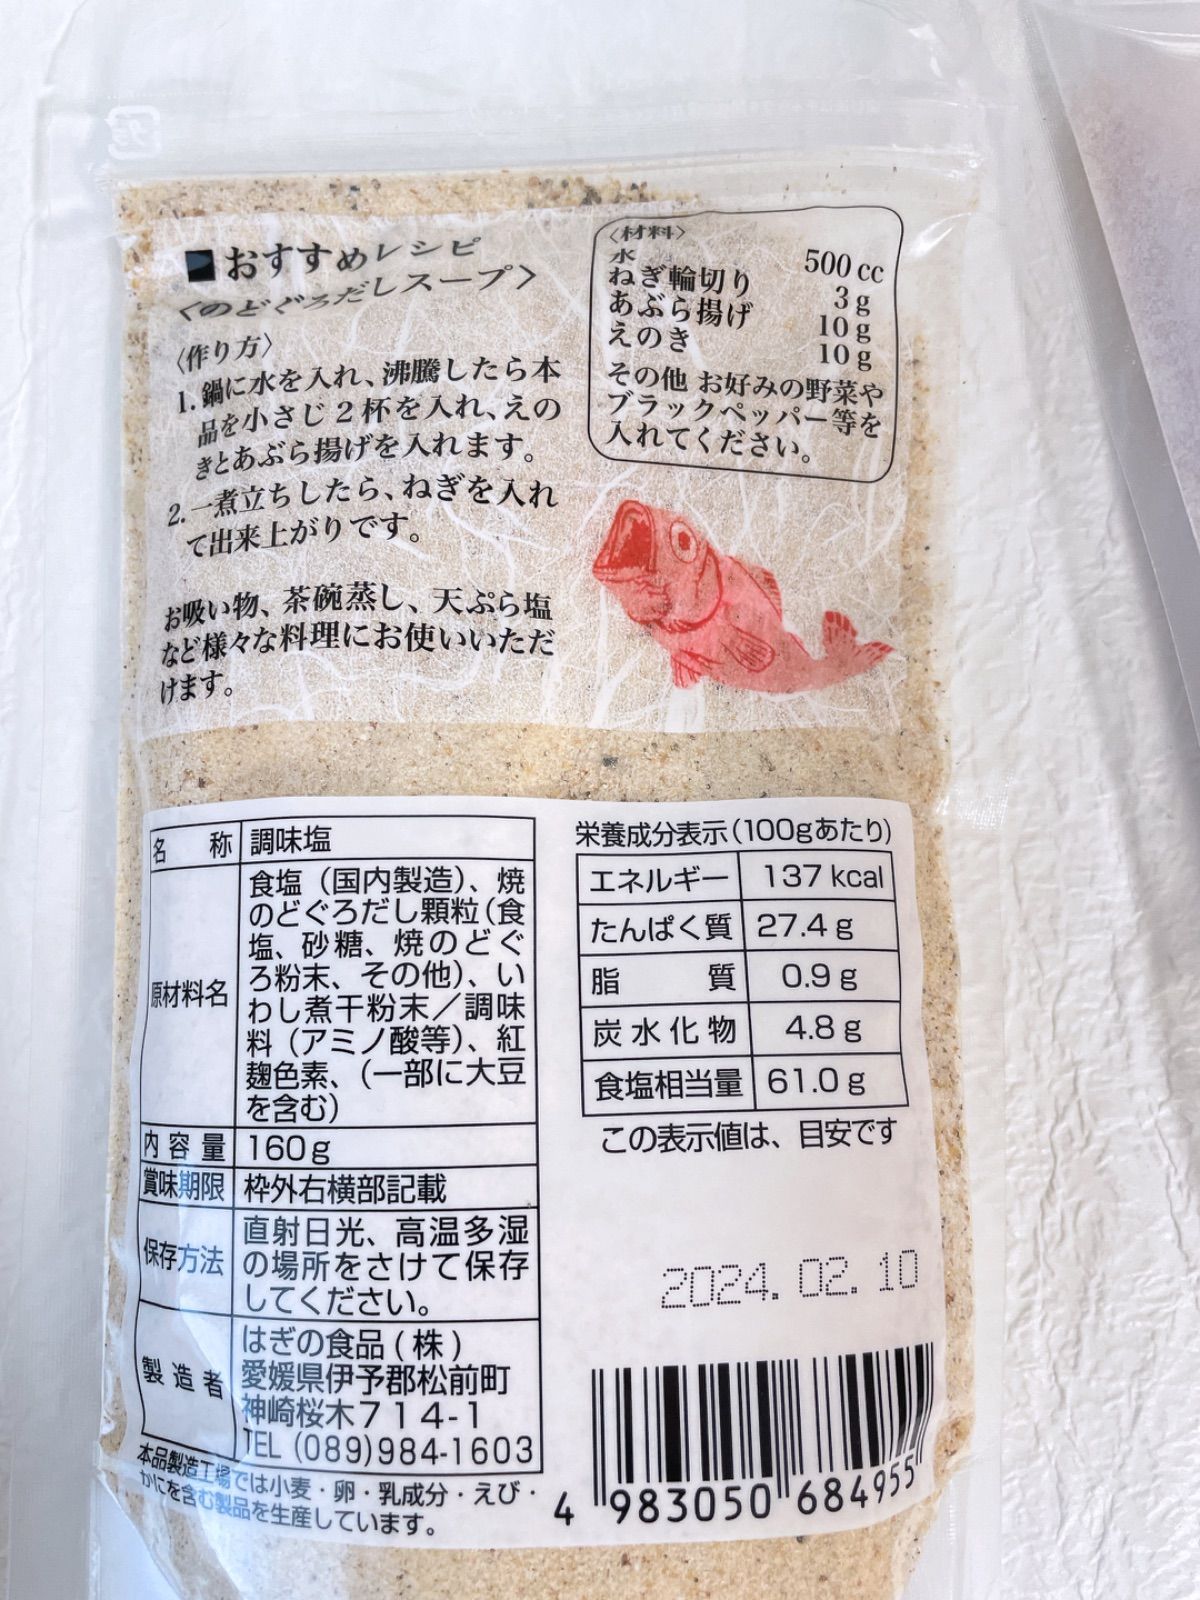 ■おすすめレシピ
〈のどぐろだしスープ〉
〈作り方〉
1. 鍋に水を入れ、沸騰したら本
品を小さじ2杯を入れ、えの
きとあぶら揚げを入れます。
2. 一煮立ちしたら、ねぎを入れ
て出来上がりです。
お吸い物、茶碗蒸し、天ぷら塩
など様々な料理にお使いいただ
けます。
〈材料〉
水 500cc
ねぎ輪切り 3g
あぶら揚げ 10g
えのき 10g
その他 お好みの野菜や
ブラックペッパー等を
入れてください。
名称 調味塩
原材料名 食塩(国内製造)、焼
のどぐろだし顆粒(食
塩、砂糖、焼のどぐ
ろ粉末、その他)、い
わし煮干粉末/調味
料(アミノ酸等)、紅
麹色素、(一部に大豆
を含む)
内容量 160g
賞味期限 枠外右横部記載
保存方法 直射日光、高温多湿
の場所をさけて保存
してください。
製造者 はぎの食品(株)
愛媛県伊予郡松前町
神崎桜木714-1
TEL (089)984-1603
本品製造工場では小麦・卵・乳成分・えび・
かにを含む製品を生産しています。
栄養成分表示(100gあたり)
エネルギー 137 kcal
たんぱく質 27.4g
脂質 0.9g
炭水化物 4.8g
食塩相当量 61.0g
この表示値は、目安です
2024.02.10
4 983050 684955